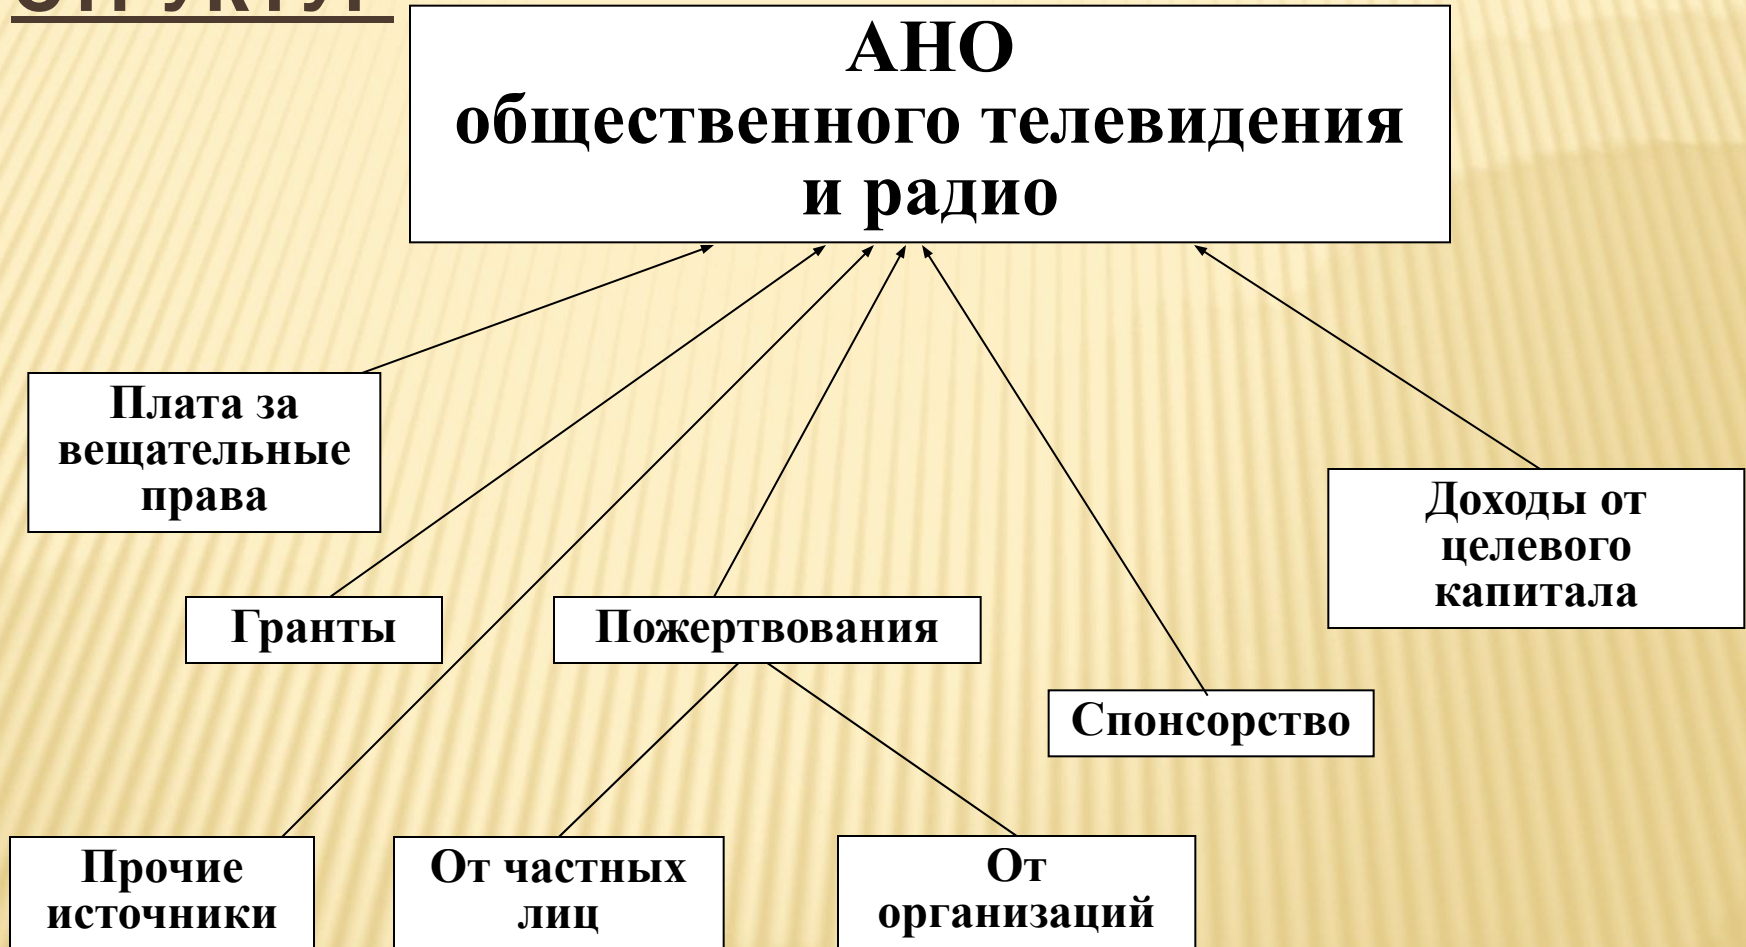 АНО
общественного телевидения
и радио
Плата за
вещательные
права
Доходы от
целевого
капитала
Гранты
Пожертвования
Спонсорство
Прочие
источники
От частных
лиц
От
организаций